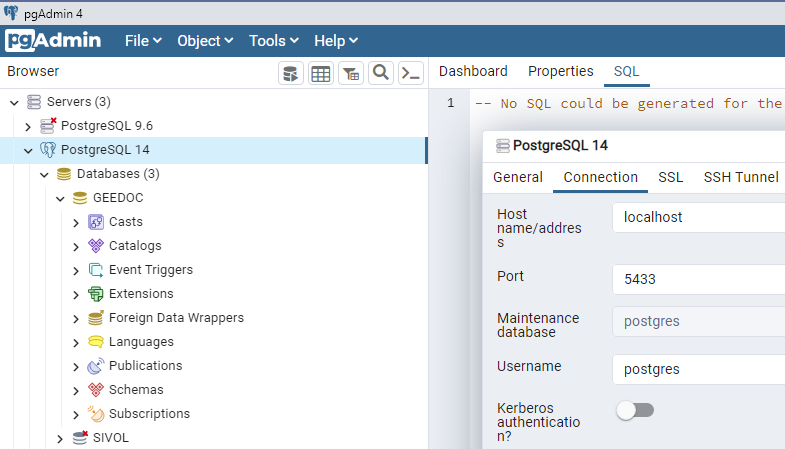 pgAdmin 4
pgAdmin File Object Tools Help
Browser
Dashboard Properties SQL
Servers (3)
PostgreSQL 9.6
PostgreSQL 14
Databases (3)
GEEDOC
Casts
Catalogs
Event Triggers
Extensions
Foreign Data Wrappers
Languages
Publications
Schemas
Subscriptions
SIVOL
1 -- No SQL could be generated for the
PostgreSQL 14
General Connection SSL SSH Tunnel
Host
name/addres
s
localhost
Port
5433
Maintenance
database
postgres
Username
postgres
Kerberos
authenticatio
n?